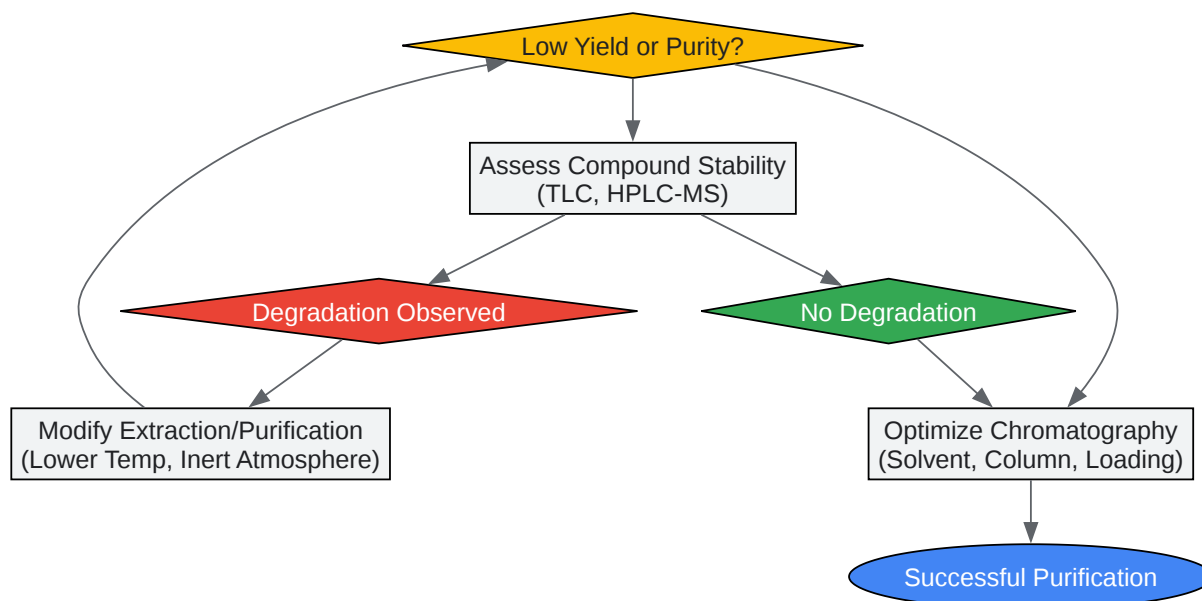 Low Yield or Purity?
Assess Compound Stability
(TLC, HPLC-MS)
Degradation Observed
No Degradation
Modify Extraction/Purification
(Lower Temp, Inert Atmosphere)
Optimize Chromatography
(Solvent, Column, Loading)
Successful Purification